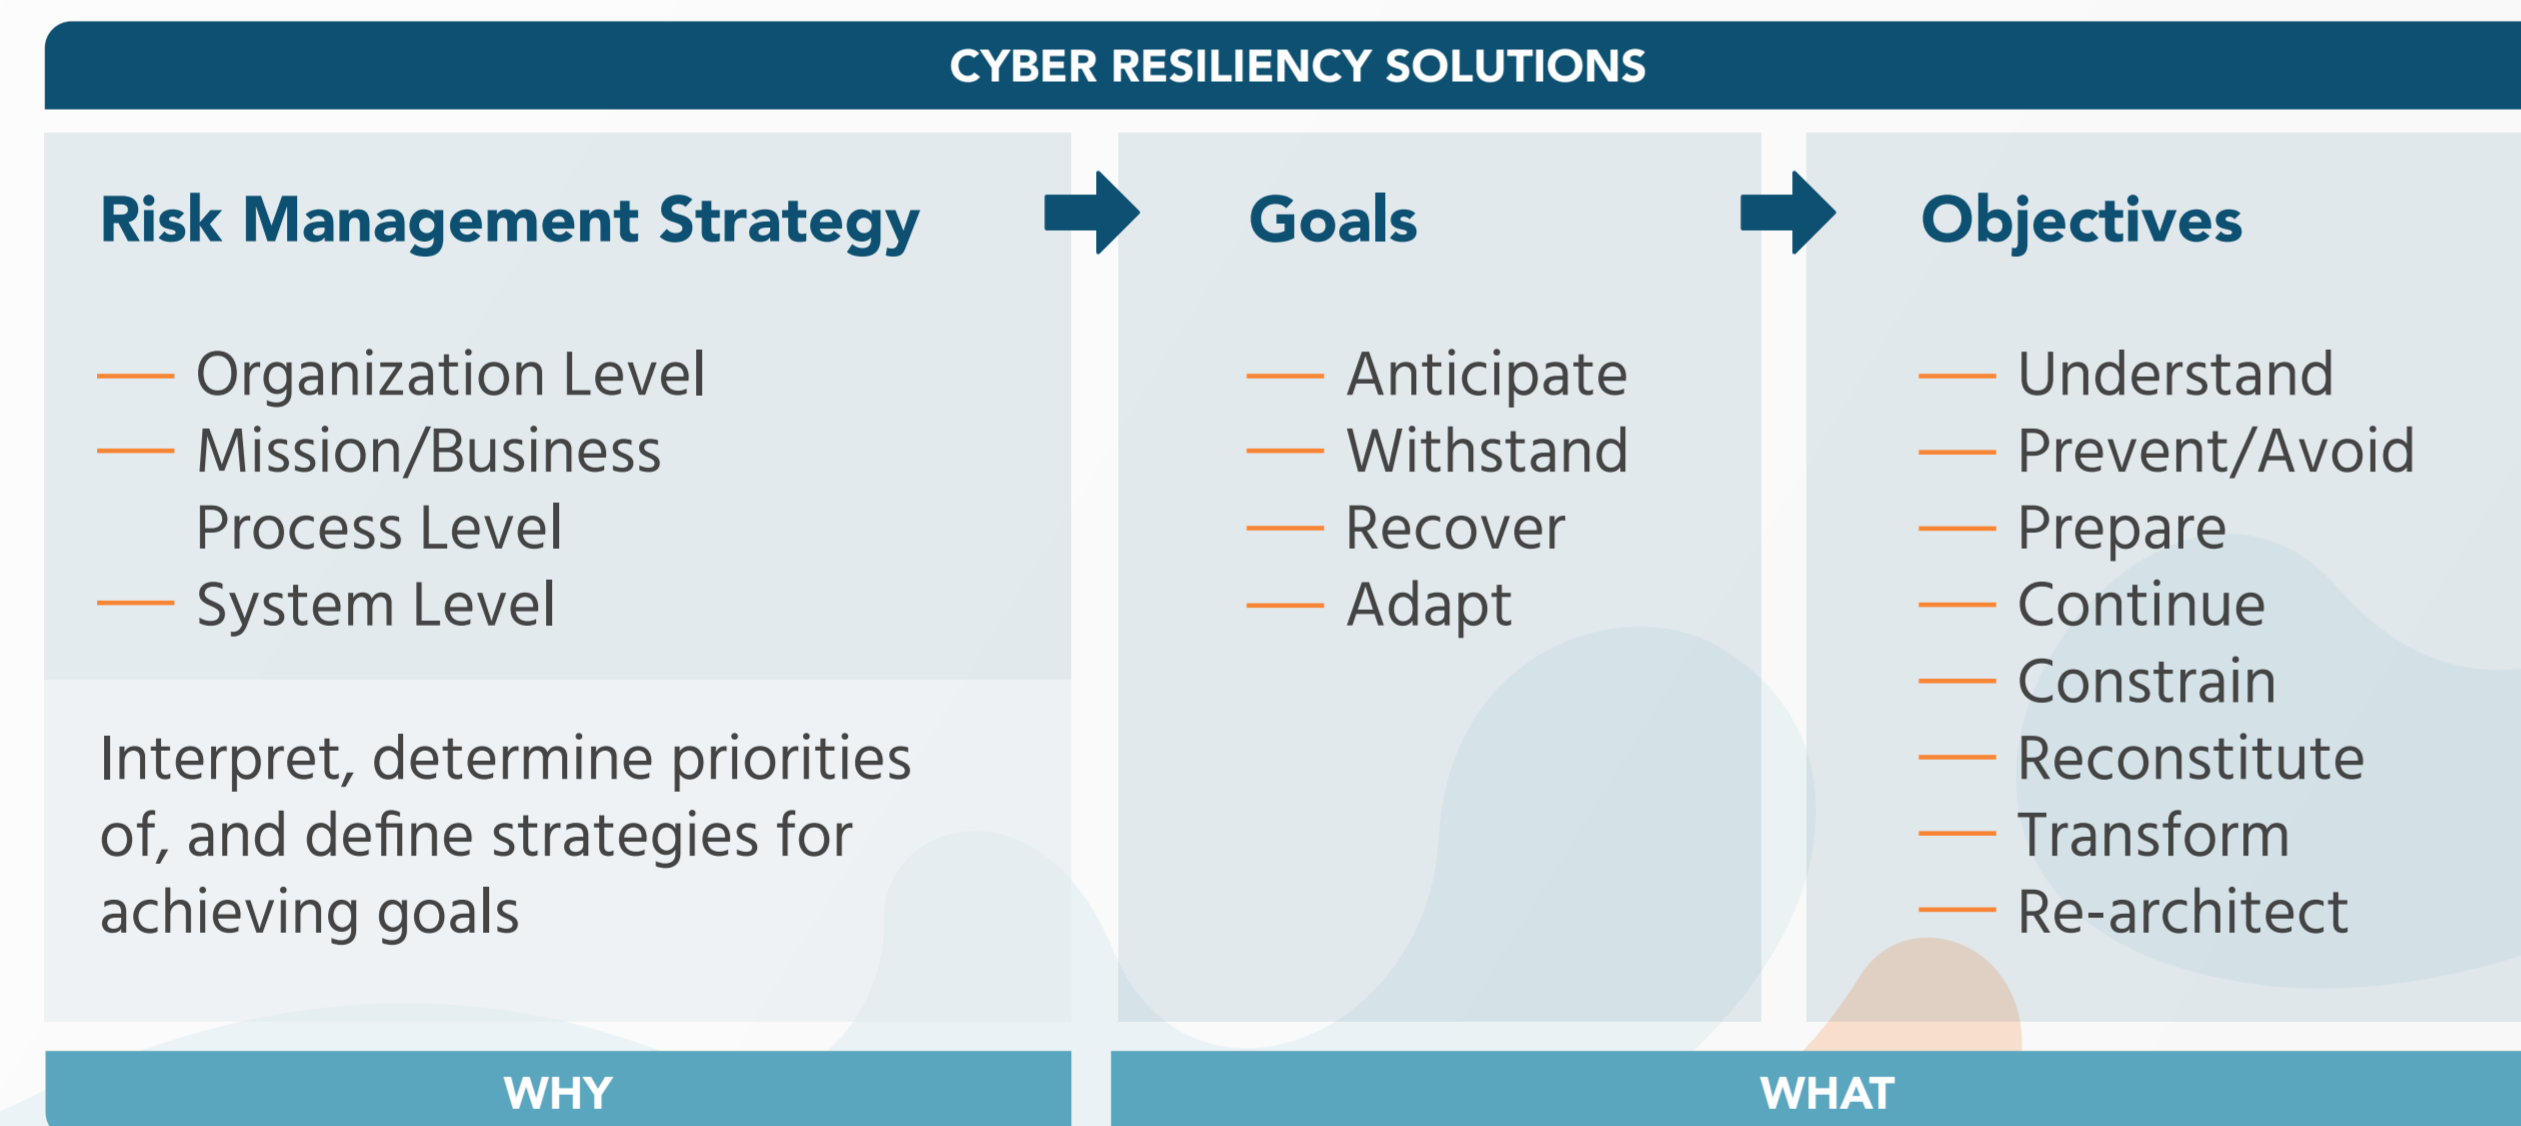 CYBER RESILIENCY SOLUTIONS
Risk Management Strategy
Organization Level
Mission/Business
Process Level
System Level
Interpret, determine priorities
of, and define strategies for
achieving goals
WHY
Goals
Anticipate
Withstand
Recover
Adapt
Objectives
Understand
Prevent/Avoid
Prepare
Continue
Constrain
Reconstitute
Transform
Re-architect
WHAT